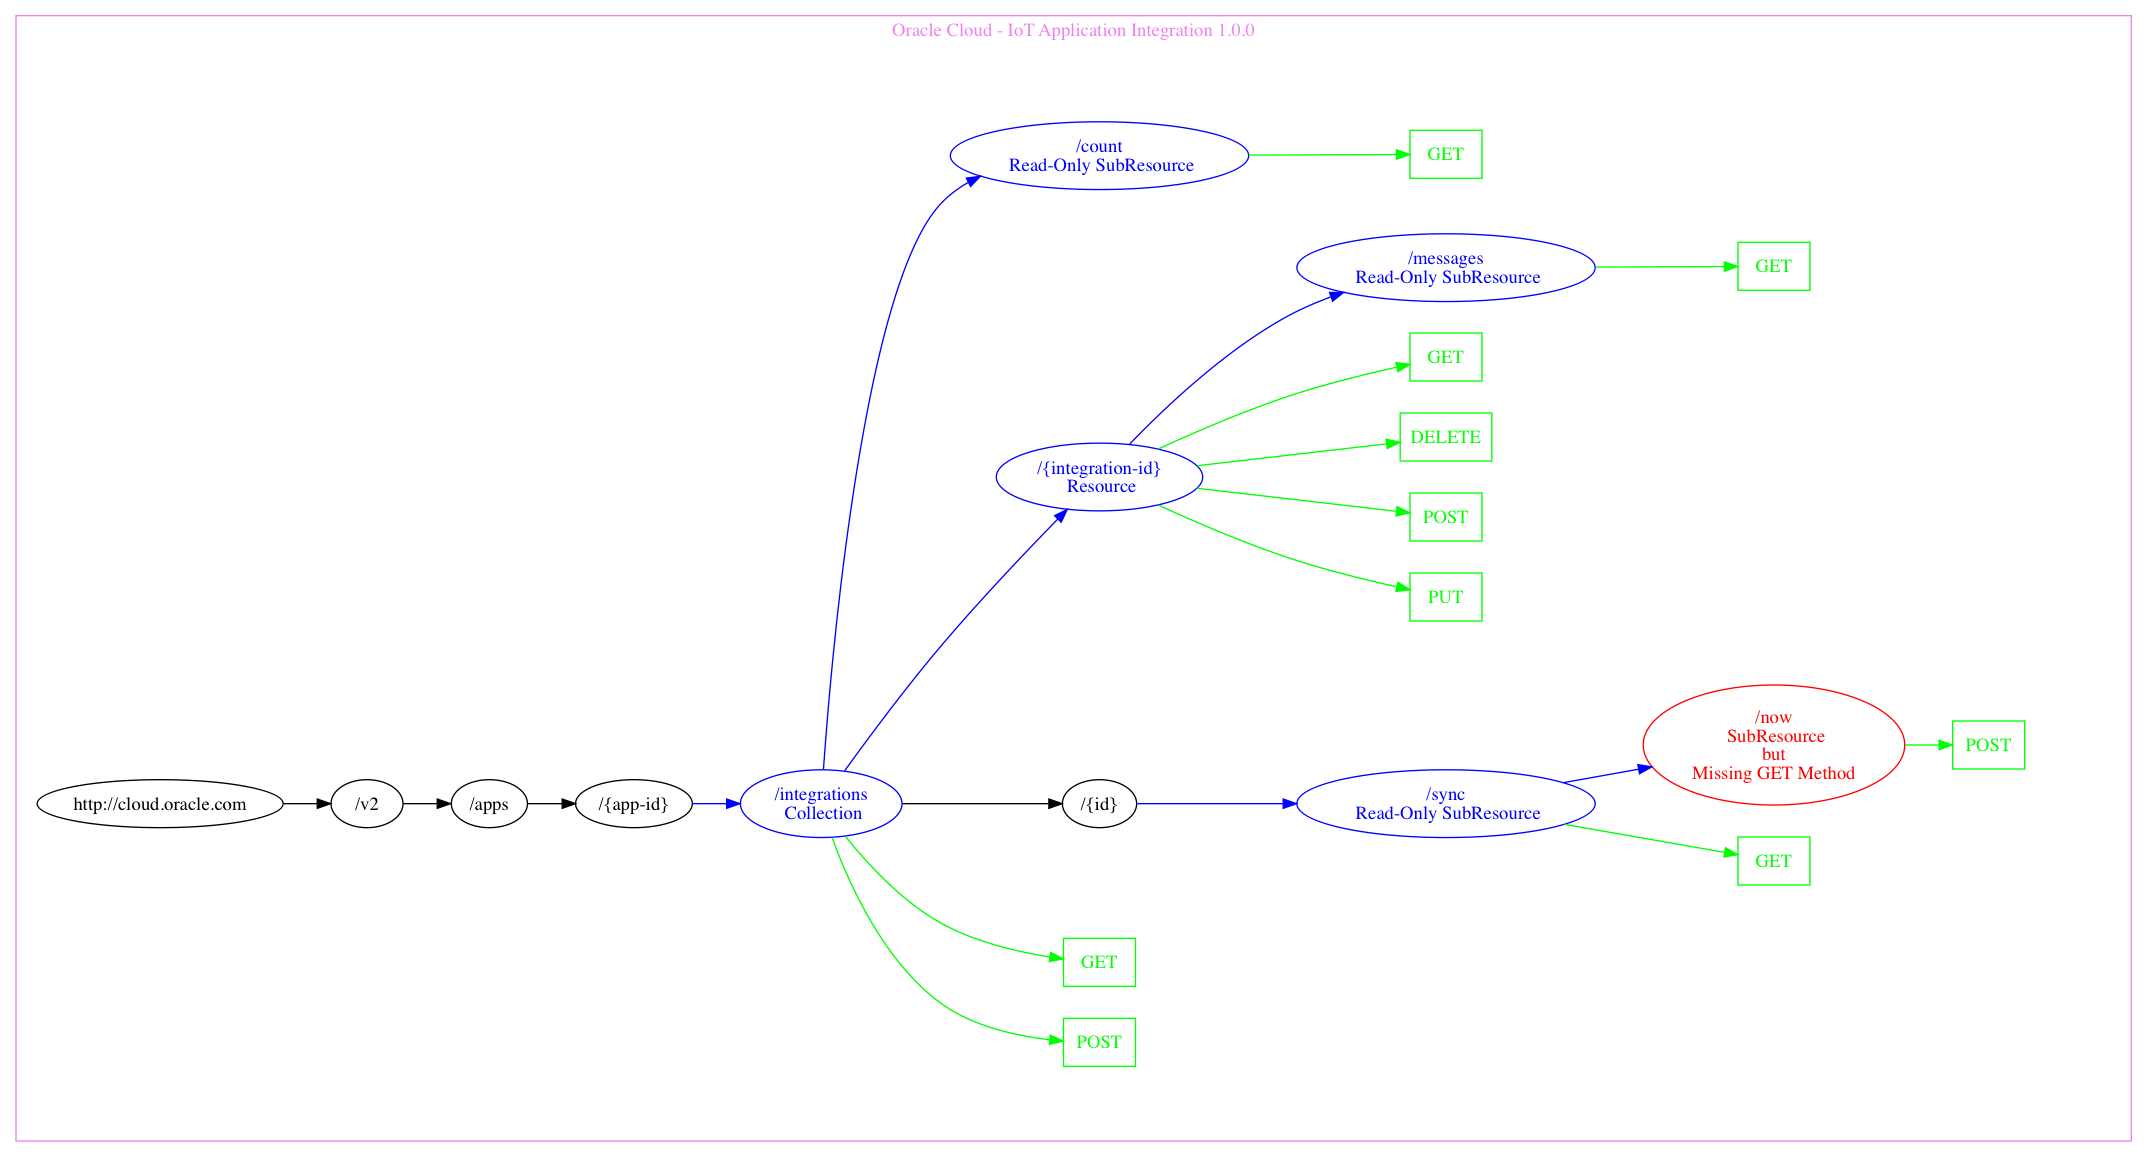 Oracle Cloud - IoT Application Integration 1.0.0
/count
Read-Only SubResource
GET
/messages
Read-Only SubResource
GET
GET
DELETE
/{integration-id}
Resource
POST
PUT
/now
SubResource
but
Missing GET Method
POST
http://cloud.oracle.com
/v2
/apps
/{app-id}
/integrations
Collection
/{id}
/sync
Read-Only SubResource
GET
GET
POST